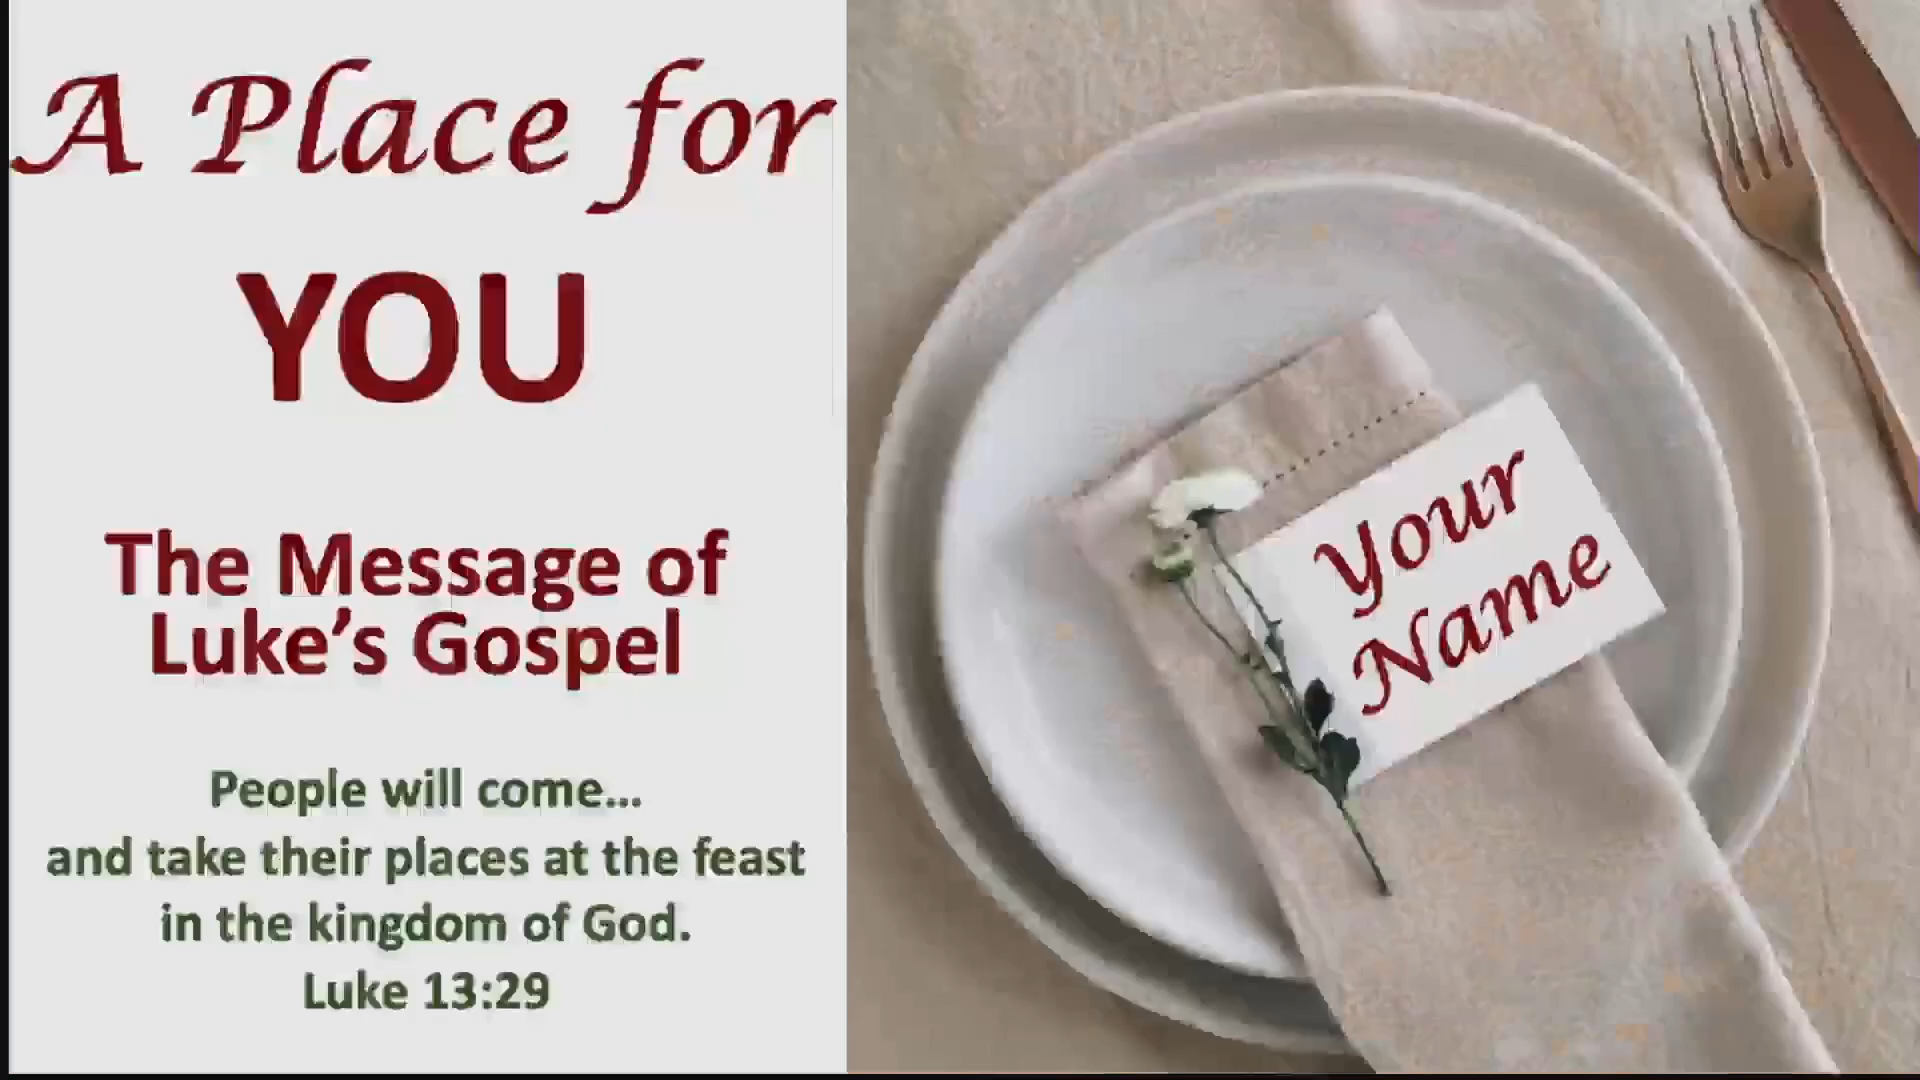 A Place for
YOU
The Message of
Luke's Gospel
People will come...
and take their places at the feast
in the kingdom of God.
Luke 13:29
Your
Name